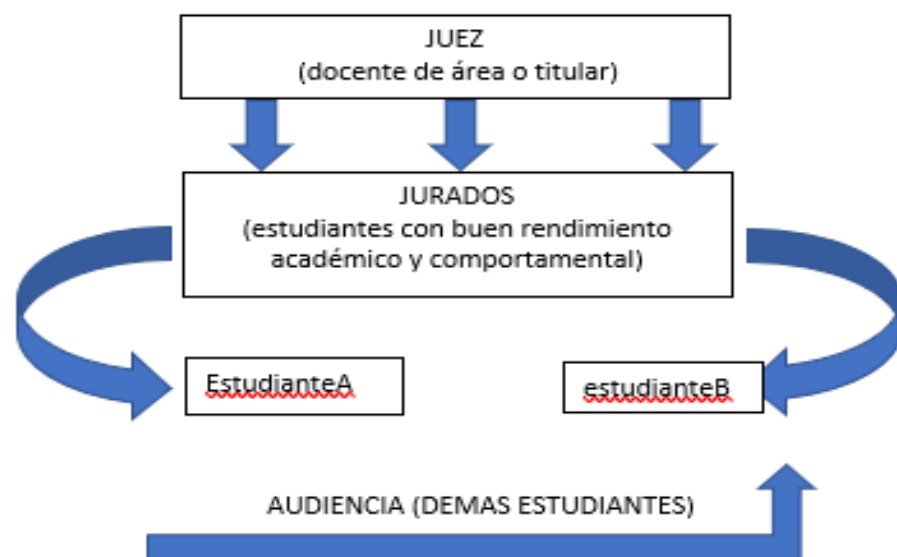 JUEZ
(docente de área o titular)
JURADOS
(estudiantes con buen rendimiento
académico y comportamental)
EstudianteA
estudianteB
AUDIENCIA (DEMAS ESTUDIANTES)